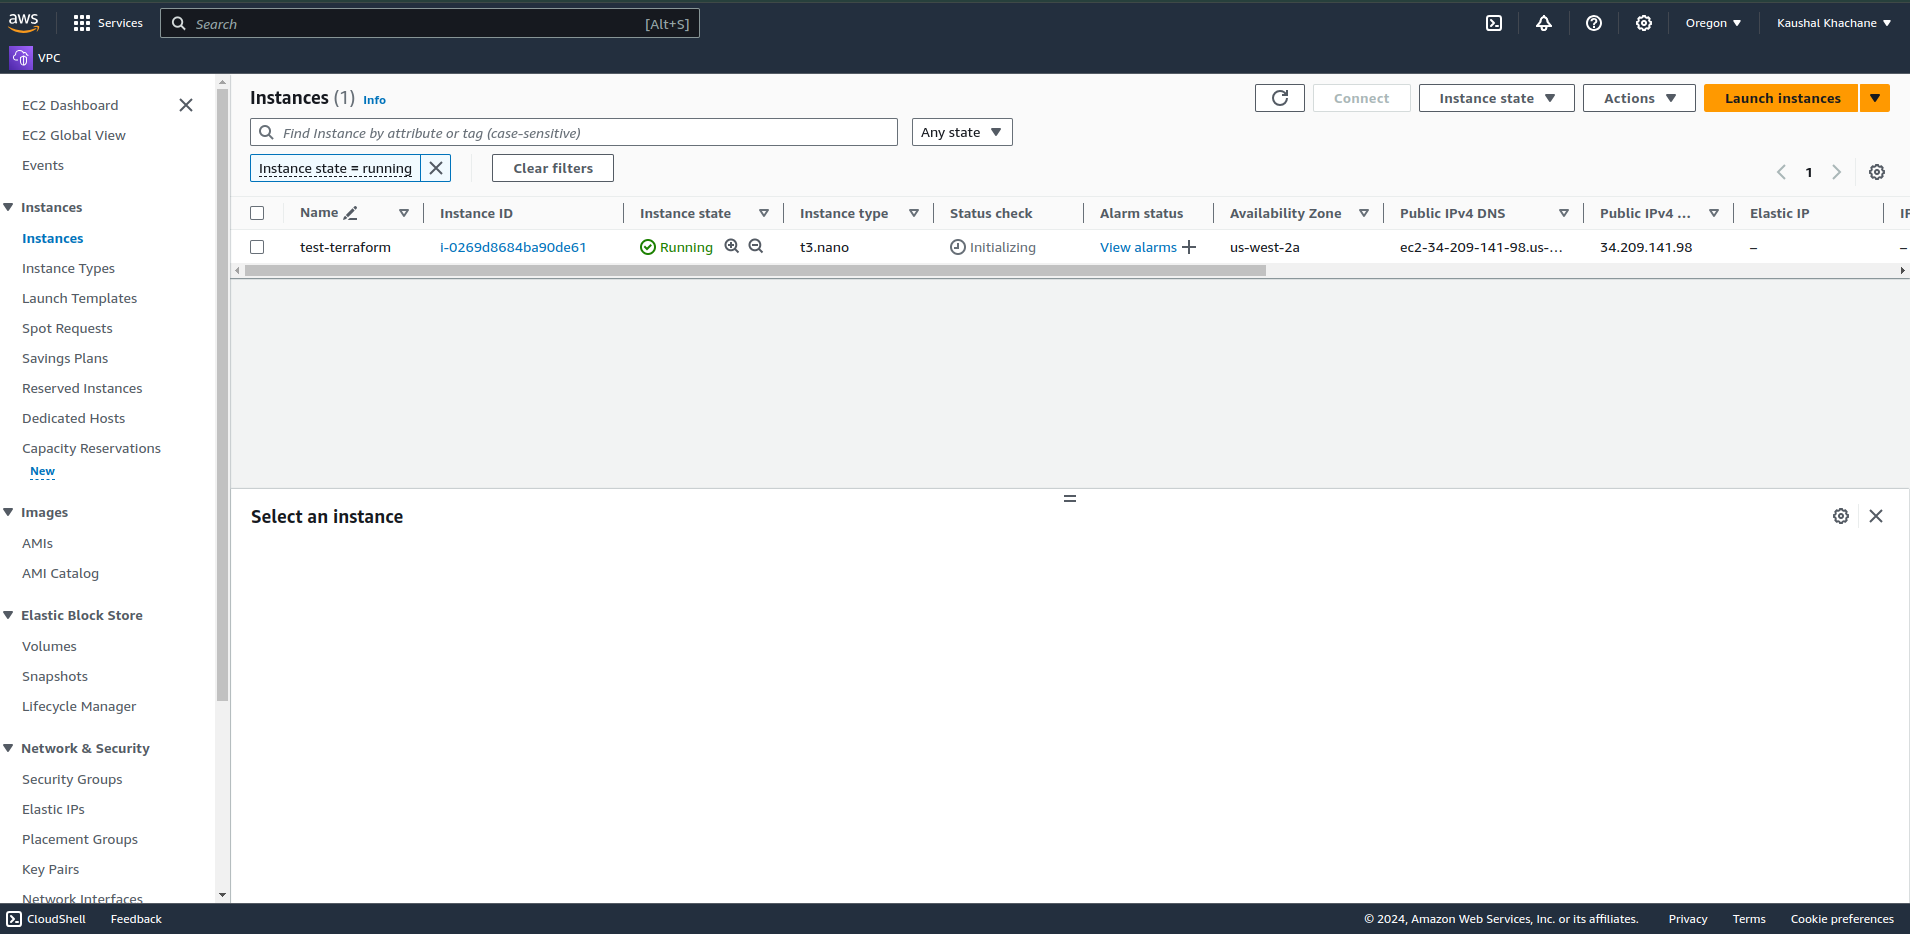 aws Services Search [Alt+S] Oregon Kaushal Khachane
VPC
EC2 Dashboard
EC2 Global View
Events
Instances
Instances
Instance Types
Launch Templates
Spot Requests
Savings Plans
Reserved Instances
Dedicated Hosts
Capacity Reservations
New
Images
AMIs
AMI Catalog
Elastic Block Store
Volumes
Snapshots
Lifecycle Manager
Network & Security
Security Groups
Elastic IPs
Placement Groups
Key Pairs
Network Interfaces
Instances (1) Info Connect Instance state Actions Launch instances
Find Instance by attribute or tag (case-sensitive) Any state
Instance state = running Clear filters 1
Name Instance ID Instance state Instance type Status check Alarm status Availability Zone Public IPv4 DNS Public IPv4 ... Elastic IP
test-terraform i-0269d8684ba90de61 Running t3.nano Initializing View alarms + us-west-2a ec2-34-209-141-98.us-... 34.209.141.98 – –
Select an instance
CloudShell Feedback © 2024, Amazon Web Services, Inc. or its affiliates. Privacy Terms Cookie preferences